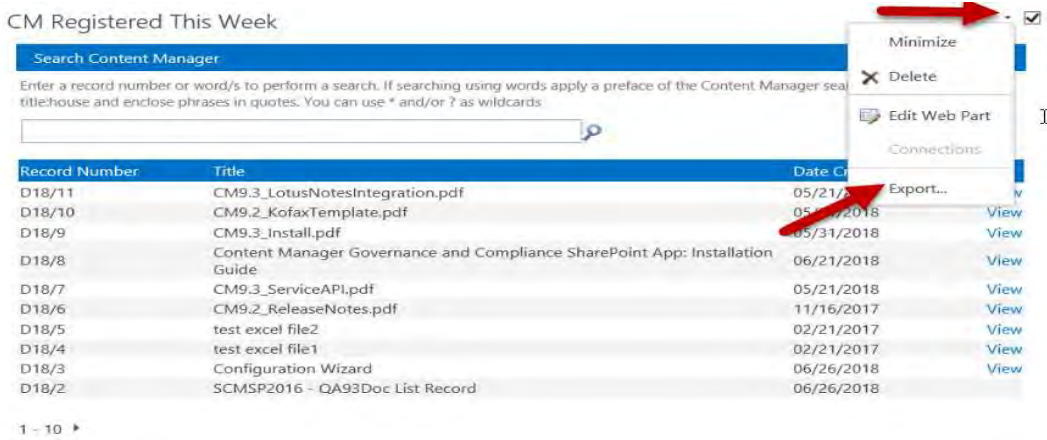 CM Registered This Week
Minimize
Search Content Manager
Delete
Enter a record number or word/s to perform a search. If searching using words apply a preface of the Content Manager
title:house and enclose phrases in quotes. You can use * and/or ? as wildcards
Edit Web Part
Connections
Record Number Title Date
Export...
D18/11 CM9.3_LotusNotesIntegration.pdf
D18/10 CM9.2_KofaxTemplate.pdf View
D18/9 CM9.3_Install.pdf 05/31/2018 View
D18/8 Content Manager Governance and Compliance SharePoint App: Installation Guide 06/21/2018 View
D18/7 CM9.3_ServiceAPI.pdf 05/21/2018 View
D18/6 CM9.2_ReleaseNotes.pdf 11/16/2017 View
D18/5 test excel file2 02/21/2017 View
D18/4 test excel file1 02/21/2017 View
D18/3 Configuration Wizard 06/26/2018 View
D18/2 SCMSP2016 - QA93Doc List Record 06/26/2018
1 - 10